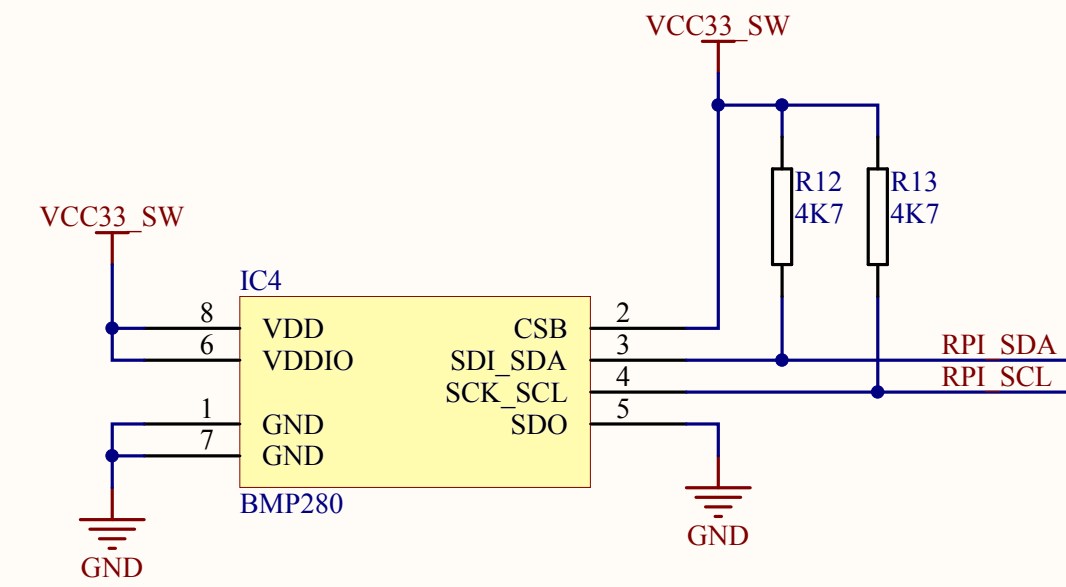 VCC33_SW
R12
4K7
R13
4K7
VCC33_SW
IC4
8
VDD
6
VDDIO
1
GND
7
GND
CSB
2
SDI_SDA
3
SCK_SCL
4
SDO
5
RPI_SDA
RPI_SCL
BMP280
GND
GND